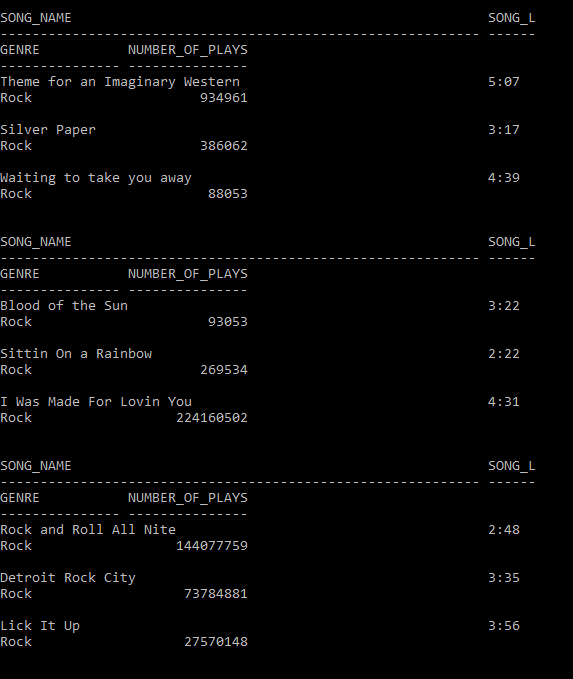 SONG_NAME SONG_L
------------------------------------------------------------ ------
GENRE NUMBER_OF_PLAYS
--------------- ---------------
Theme for an Imaginary Western 5:07
Rock 934961
Silver Paper 3:17
Rock 386062
Waiting to take you away 4:39
Rock 88053
SONG_NAME SONG_L
------------------------------------------------------------ ------
GENRE NUMBER_OF_PLAYS
--------------- ---------------
Blood of the Sun 3:22
Rock 93053
Sittin On a Rainbow 2:22
Rock 269534
I Was Made For Lovin You 4:31
Rock 224160502
SONG_NAME SONG_L
------------------------------------------------------------ ------
GENRE NUMBER_OF_PLAYS
--------------- ---------------
Rock and Roll All Nite 2:48
Rock 144077759
Detroit Rock City 3:35
Rock 73784881
Lick It Up 3:56
Rock 27570148